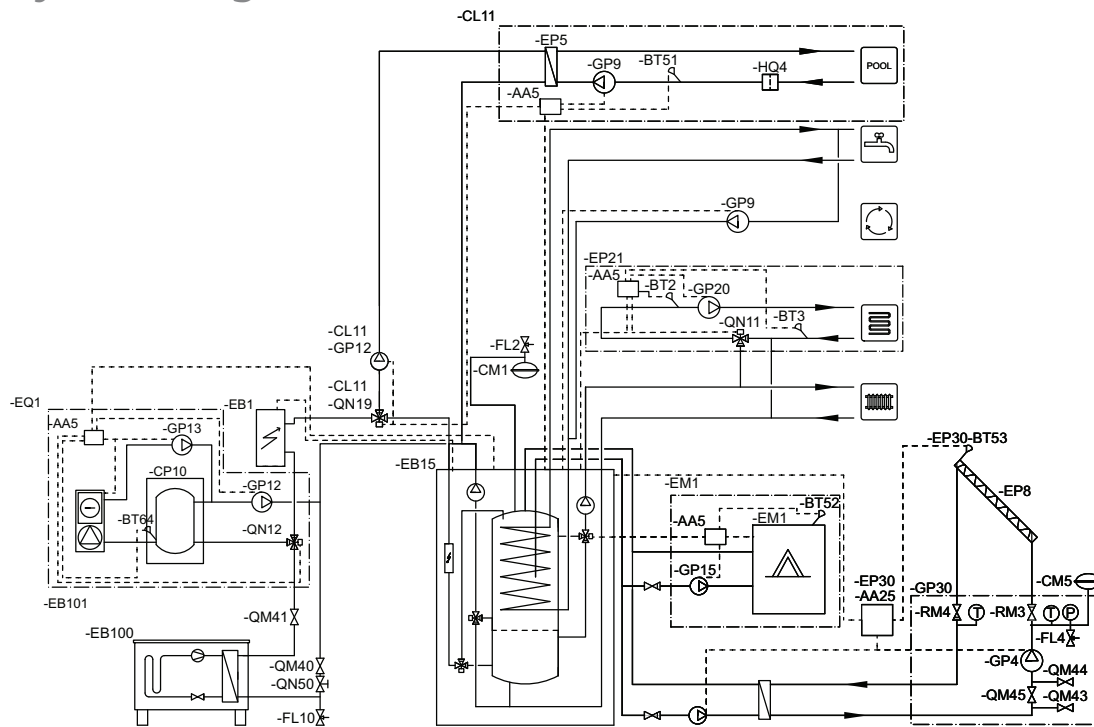 -CL11
-EP5
-GP9
-BT51
-HQ4
POOL
-AA5
-GP9
-EP21
-AA5
-BT2
-GP20
-BT3
-QN11
-CL11
-GP12
-FL2
-CM1
-CL11
-QN19
-EQ1
-EB1
-AA5
-GP13
-CP10
-GP12
-BT64
-QN12
-EB101
-EB15
-EM1
-EP30-BT53
-EP8
-BT52
-AA5
-EM1
-GP15
-EP30
-AA25
-GP30
-CM5
-RM4
T
-RM3
T
P
-FL4
-GP4
-QM44
-QM45
-QM43
-QM41
-EB100
-QM40
-QN50
-FL10